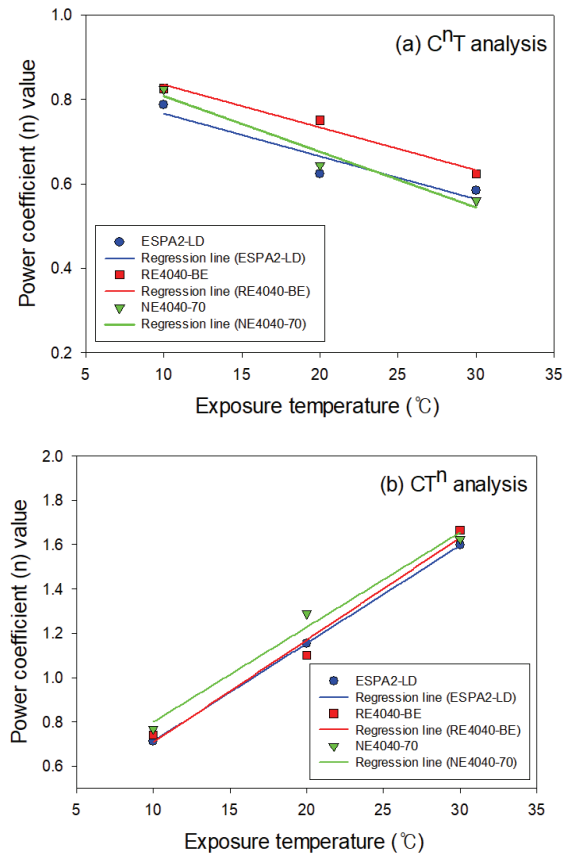 1.0
(a) CⁿT analysis
0.8
0.6
0.4
0.2
Power coefficient (n) value
ESPA2-LD
Regression line (ESPA2-LD)
RE4040-BE
Regression line (RE4040-BE)
NE4040-70
Regression line (NE4040-70)
5 10 15 20 25 30 35
Exposure temperature (℃)
2.0
(b) CTⁿ analysis
1.8
1.6
1.4
1.2
1.0
0.8
0.6
Power coefficient (n) value
ESPA2-LD
Regression line (ESPA2-LD)
RE4040-BE
Regression line (RE4040-BE)
NE4040-70
Regression line (NE4040-70)
5 10 15 20 25 30 35
Exposure temperature (℃)